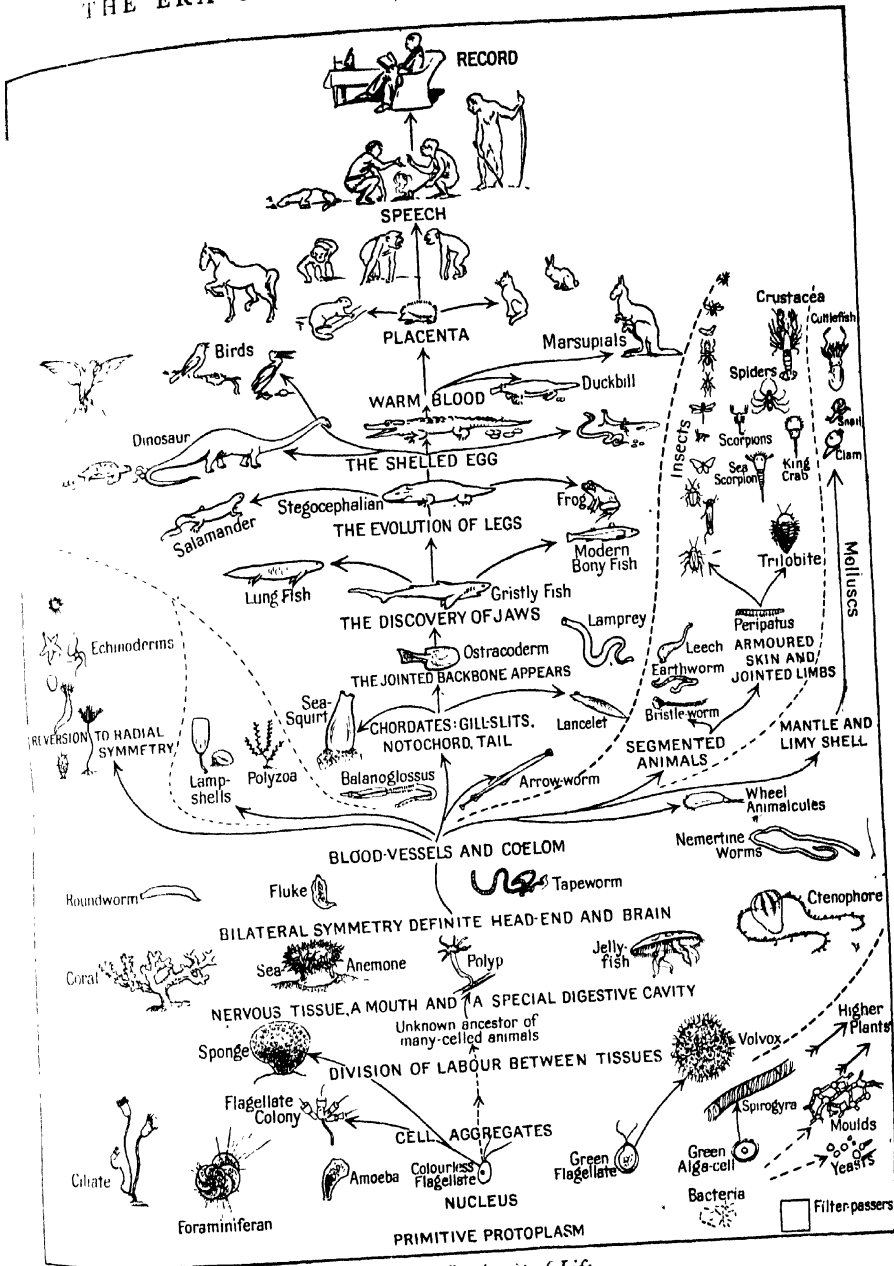 THE ERA
RECORD
SPEECH
PLACENTA
Marsupials
Crustacea
Cuttlefish
Birds
Duckbill
WARM BLOOD
Spiders
Insects
Scorpions
Snail
Dinosaur
THE SHELLED EGG
Sea
Scorpion
King
Crab
Clam
Stegocephalian
Frog
Salamander
THE EVOLUTION OF LEGS
Modern
Bony Fish
Trilobite
Molluscs
Lung Fish
Gristly Fish
THE DISCOVERY OF JAWS
Lamprey
Peripatus
Echinoderms
Ostracoderm
Leech
ARMOURED
SKIN AND
JOINTED LIMBS
THE JOINTED BACKBONE APPEARS
Earthworm
Sea-
Squirt
CHORDATES: GILL-SLITS,
NOTOCHORD, TAIL
Lancelet
Bristle-worm
REVERSION TO RADIAL
SYMMETRY
SEGMENTED
ANIMALS
MANTLE AND
LIMY SHELL
Lamp-
shells
Polyzoa
Balanoglossus
Arrow-worm
Wheel
Animalcules
BLOOD-VESSELS AND COELOM
Nemertine
Worms
Roundworm
Fluke
Tapeworm
Ctenophore
BILATERAL SYMMETRY DEFINITE HEAD-END AND BRAIN
Coral
Sea Anemone
Polyp
Jelly-
fish
NERVOUS TISSUE, A MOUTH AND A SPECIAL DIGESTIVE CAVITY
Unknown ancestor of
many-celled animals
Higher
Plants
Sponge
Volvox
DIVISION OF LABOUR BETWEEN TISSUES
Flagellate
Colony
Spirogyra
CELL AGGREGATES
Moulds
Ciliate
Amoeba
Colourless
Flagellate
Green
Flagellate
Green
Alga-cell
Yeasts
NUCLEUS
Bacteria
Foraminiferan
Filter-passers
PRIMITIVE PROTOPLASM